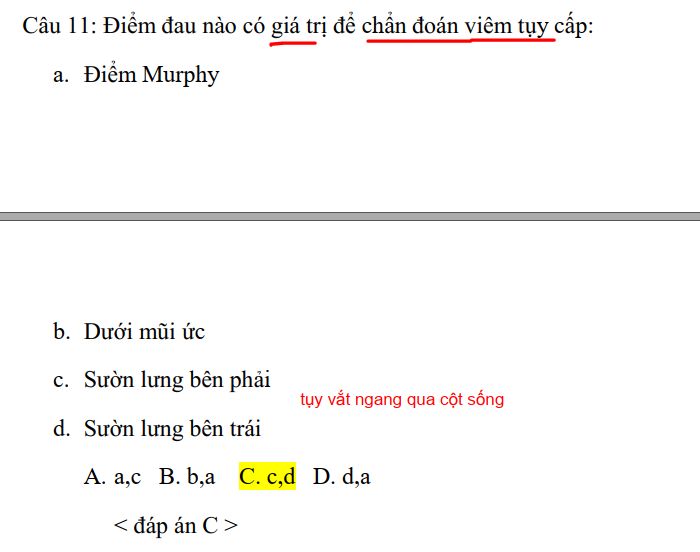 Câu 11: Điểm đau nào có giá trị để chẩn đoán viêm tụy cấp:
a. Điểm Murphy
b. Dưới mũi ức
c. Sườn lưng bên phải
tụy vắt ngang qua cột sống
d. Sườn lưng bên trái
A. a,c B. b,a C. c,d D. d,a
< đáp án C >